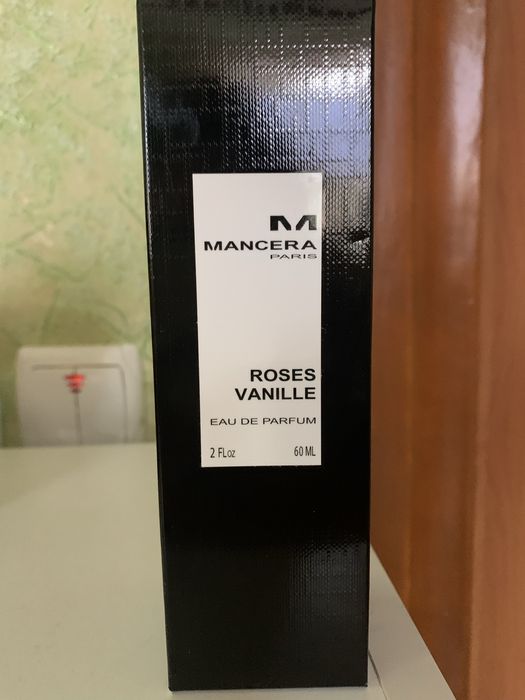 M
MANCERA
PARIS
ROSES
VANILLE
EAU DE PARFUM
2 FLoz 60 ML